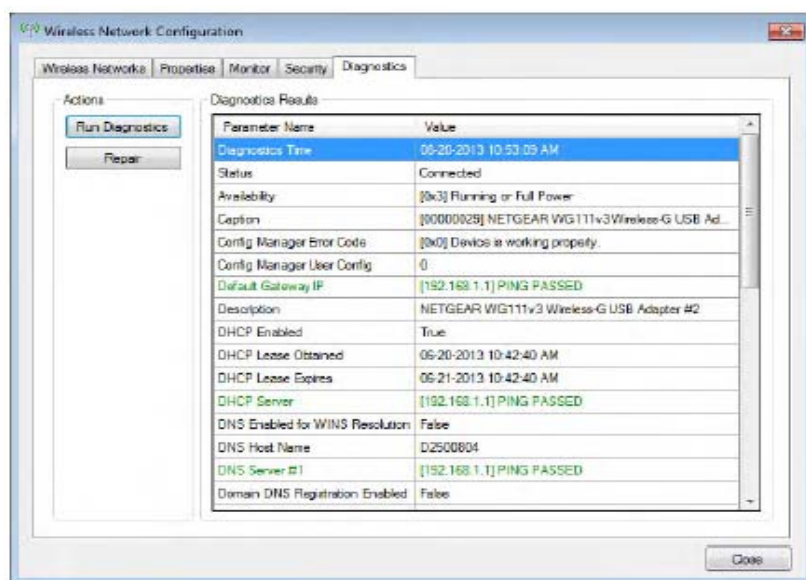 Wireless Network Configuration
Wireless Networks Properties Monitor Security Diagnostics
Actions
Run Diagnostics
Repair
Diagnostics Results
Parameter Name Value
Diagnostics Time 06-20-2013 10:53:09 AM
Status Connected
Availability [0x3] Running or Full Power
Caption [00000029] NETGEAR WG111v3 Wireless-G USB Ad...
Config Manager Error Code [0x0] Device is working properly.
Config Manager User Config 0
Default Gateway IP [192.168.1.1] PING PASSED
Description NETGEAR WG111v3 Wireless-G USB Adapter #2
DHCP Enabled True
DHCP Lease Obtained 06-20-2013 10:42:40 AM
DHCP Lease Expires 06-21-2013 10:42:40 AM
DHCP Server [192.168.1.1] PING PASSED
DNS Enabled for WINS Resolution False
DNS Host Name D2500804
DNS Server #1 [192.168.1.1] PING PASSED
Domain DNS Registration Enabled False
Close